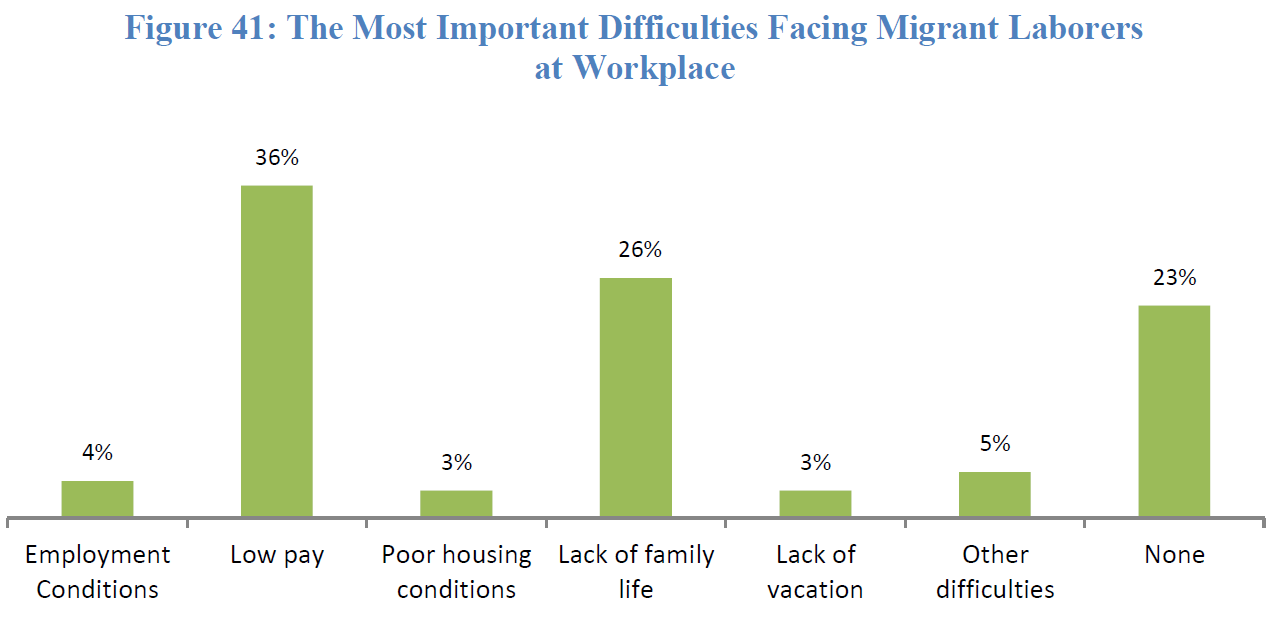 Figure 41: The Most Important Difficulties Facing Migrant Laborers
at Workplace
36%
26%
23%
4%
3%
3%
5%
Employment
Conditions
Low pay
Poor housing
conditions
Lack of family
life
Lack of
vacation
Other
difficulties
None